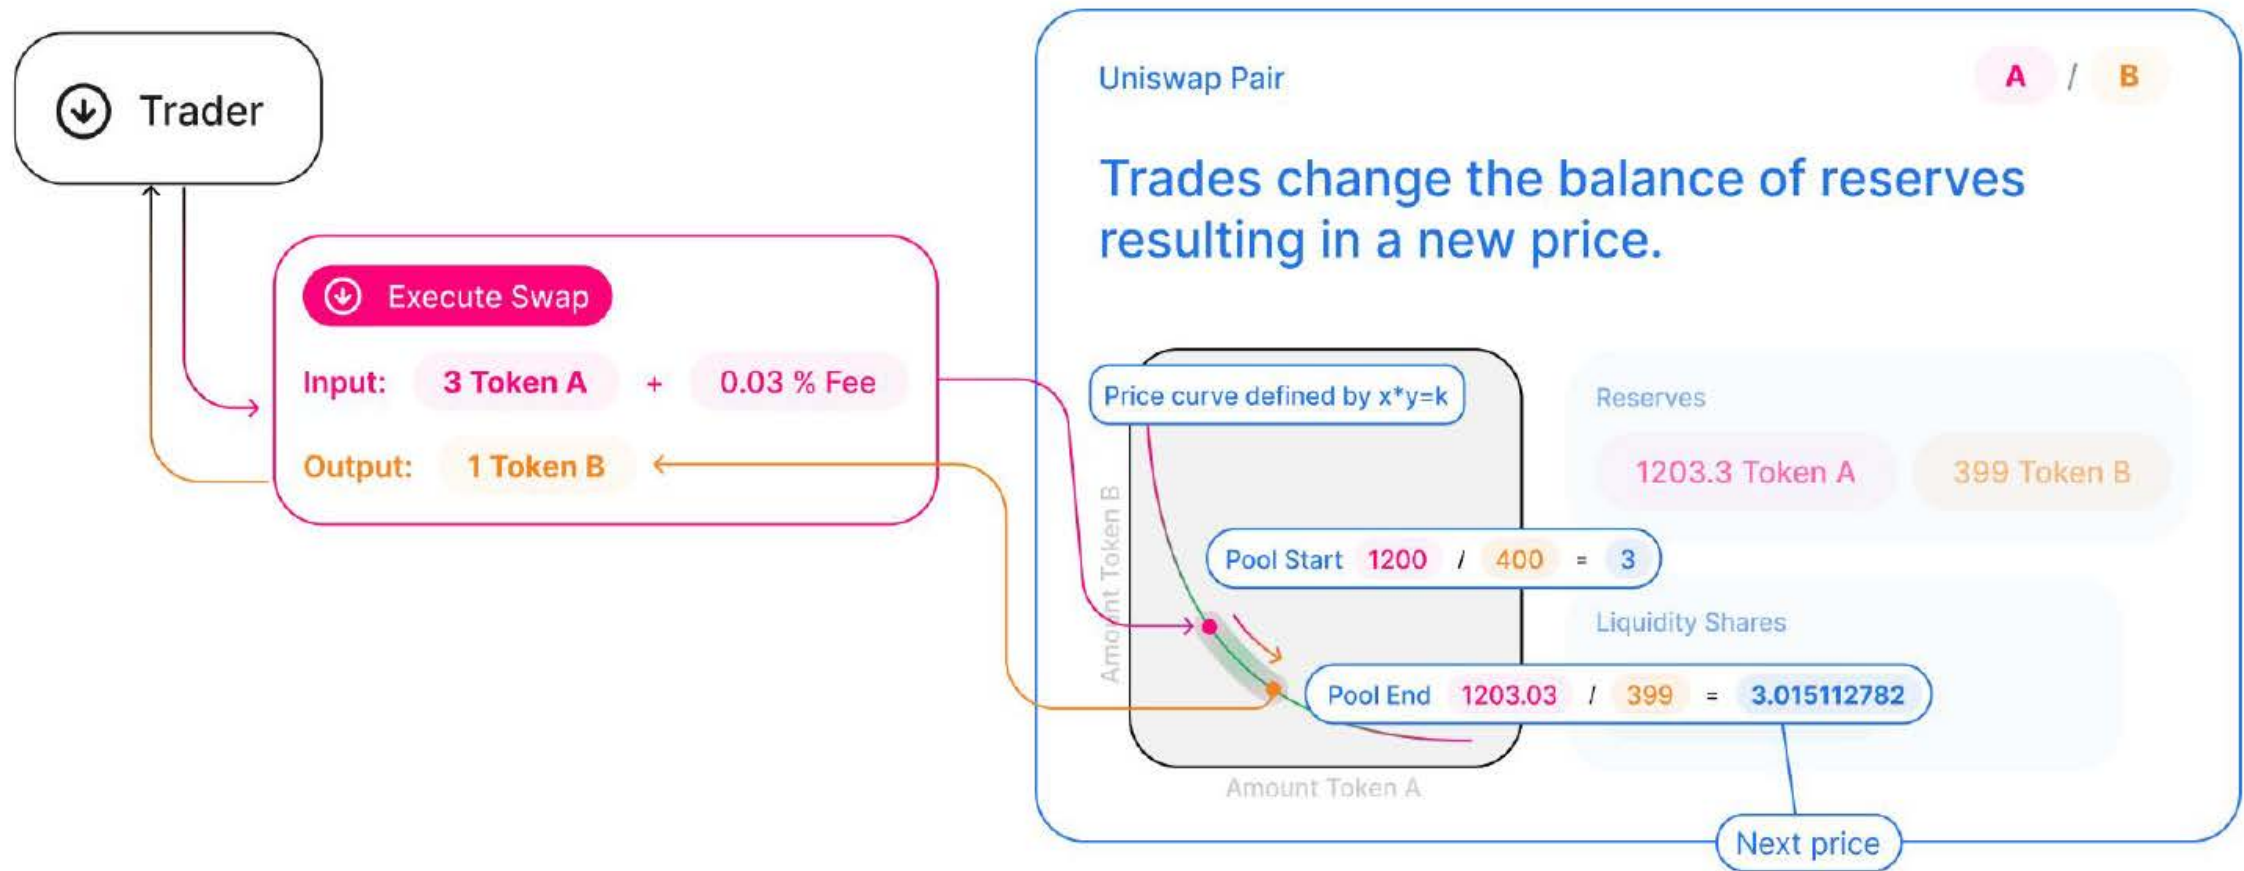 Trader
Execute Swap
Input: 3 Token A + 0.03 % Fee
Output: 1 Token B
Uniswap Pair
A / B
Trades change the balance of reserves
resulting in a new price.
Price curve defined by x*y=k
Amount Token B
Pool Start 1200 / 400 = 3
Pool End 1203.03 / 399 = 3.015112782
Amount Token A
Reserves
1203.3 Token A 399 Token B
Liquidity Shares
Next price